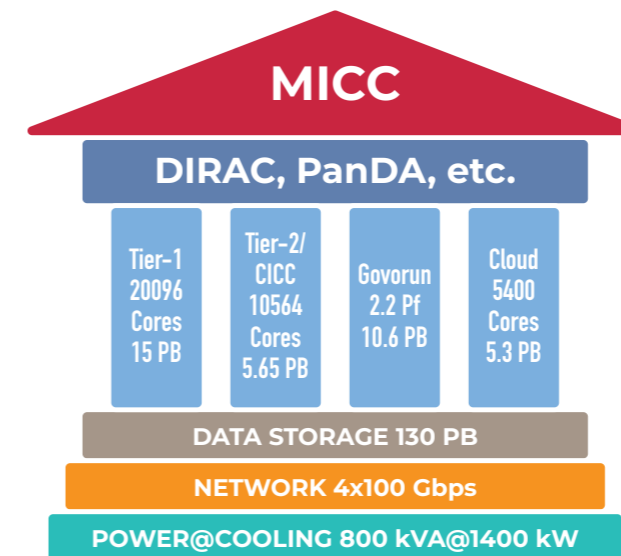 MICC
DIRAC, PanDA, etc.
Tier-1
20096
Cores
15 PB
Tier-2/
CICC
10564
Cores
5.65 PB
Govorun
2.2 Pf
10.6 PB
Cloud
5400
Cores
5.3 PB
DATA STORAGE 130 PB
NETWORK 4x100 Gbps
POWER@COOLING 800 kVA@1400 kW